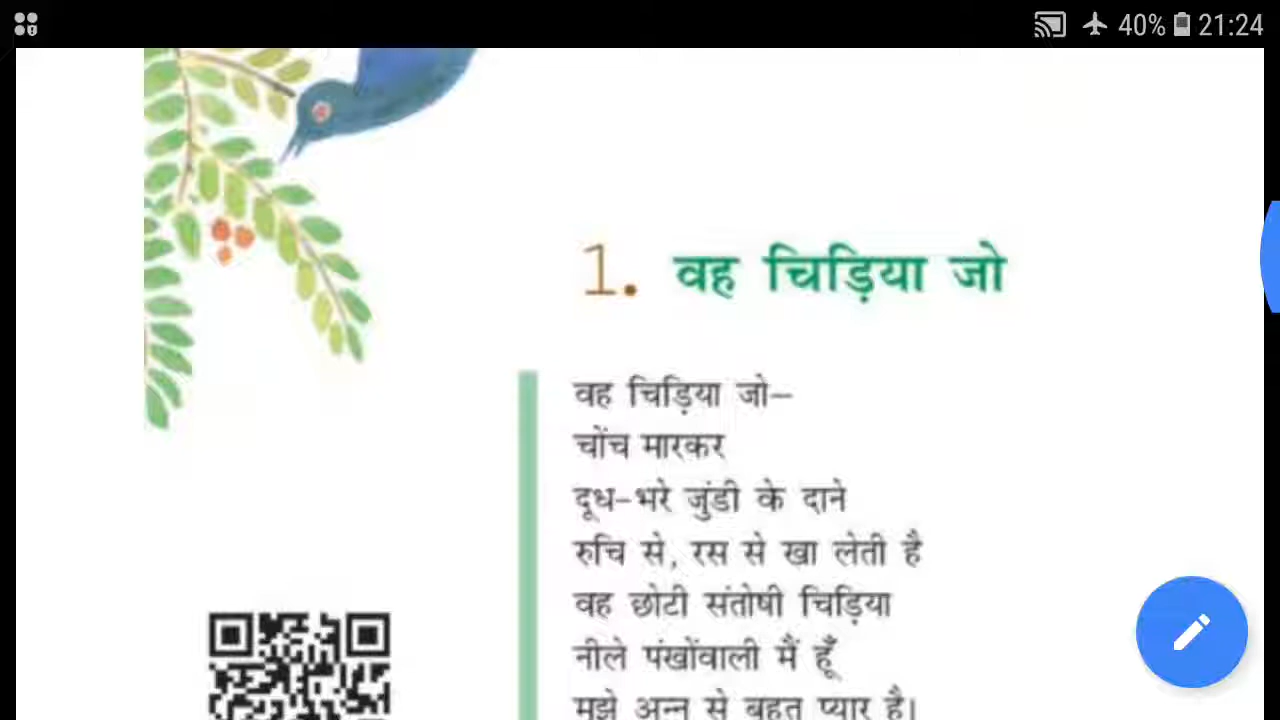 40% 21:24
1. वह चिड़िया जो
वह चिड़िया जो–
चोंच मारकर
दूध-भरे जुंडी के दाने
रुचि से, रस से खा लेती है
वह छोटी संतोषी चिड़िया
नीले पंखोंवाली मैं हूँ
मुझे अन्न से बहुत प्यार है।